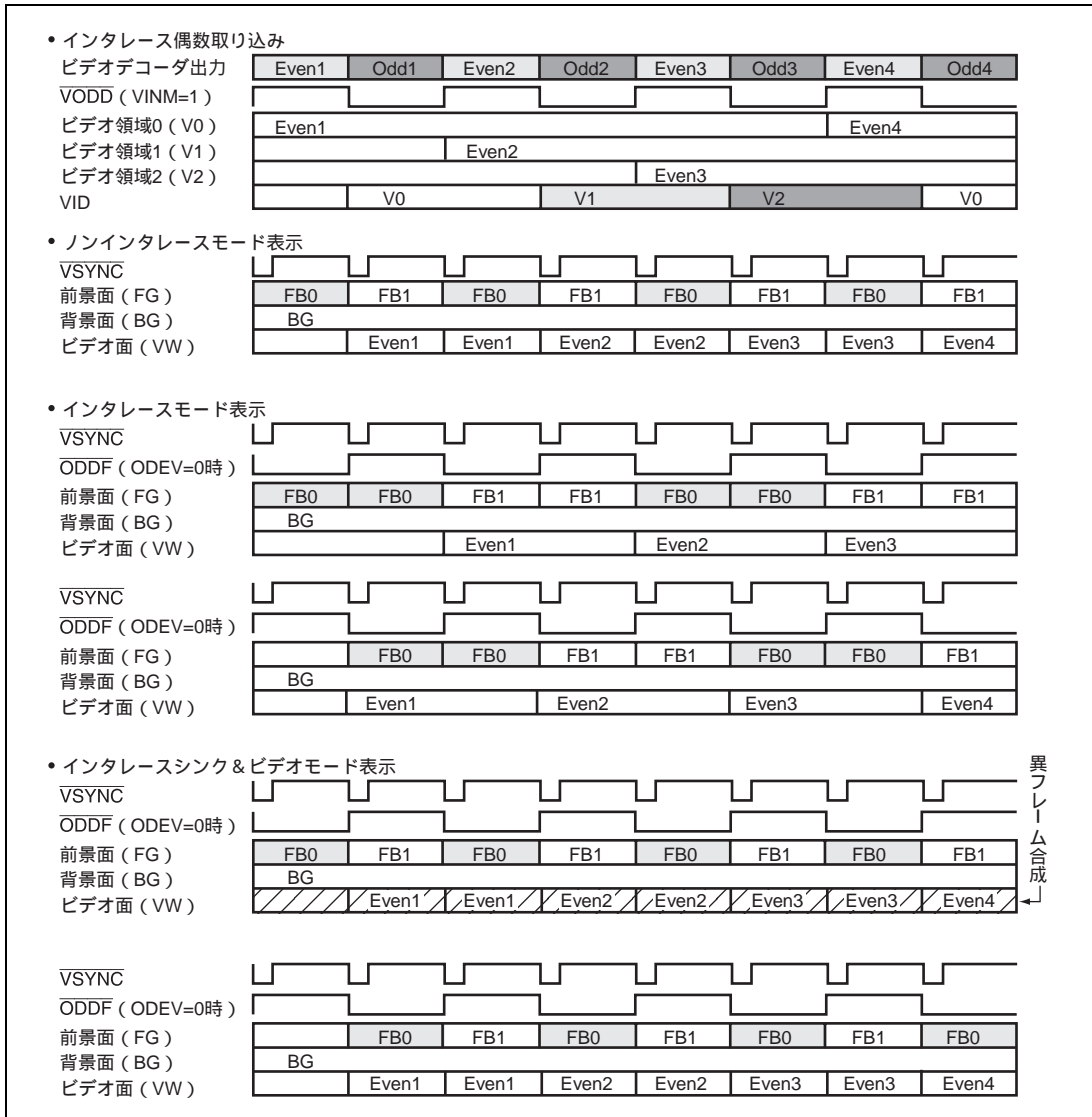 • インタレース偶数取り込み
ビデオデコーダ出力 Even1 Odd1 Even2 Odd2 Even3 Odd3 Even4 Odd4
VODD（VINM=1）
ビデオ領域0（V0） Even1 Even4
ビデオ領域1（V1） Even2
ビデオ領域2（V2） Even3
VID V0 V1 V2 V0
• ノンインタレースモード表示
VSYNC
前景面（FG） FB0 FB1 FB0 FB1 FB0 FB1 FB0 FB1
背景面（BG） BG
ビデオ面（VW） Even1 Even1 Even2 Even2 Even3 Even3 Even4
• インタレースモード表示
VSYNC
ODDF（ODEV=0時）
前景面（FG） FB0 FB0 FB1 FB1 FB0 FB0 FB1 FB1
背景面（BG） BG
ビデオ面（VW） Even1 Even2 Even3
VSYNC
ODDF（ODEV=0時）
前景面（FG） FB0 FB0 FB1 FB1 FB0 FB0 FB1
背景面（BG） BG
ビデオ面（VW） Even1 Even2 Even3 Even4
• インタレースシンク＆ビデオモード表示
VSYNC
ODDF（ODEV=0時）
前景面（FG） FB0 FB1 FB0 FB1 FB0 FB1 FB0 FB1
背景面（BG） BG
ビデオ面（VW） Even1 Even1 Even2 Even2 Even3 Even3 Even4
異フレーム合成
VSYNC
ODDF（ODEV=0時）
前景面（FG） FB0 FB1 FB0 FB1 FB0 FB1 FB0
背景面（BG） BG
ビデオ面（VW） Even1 Even1 Even2 Even2 Even3 Even3 Even4